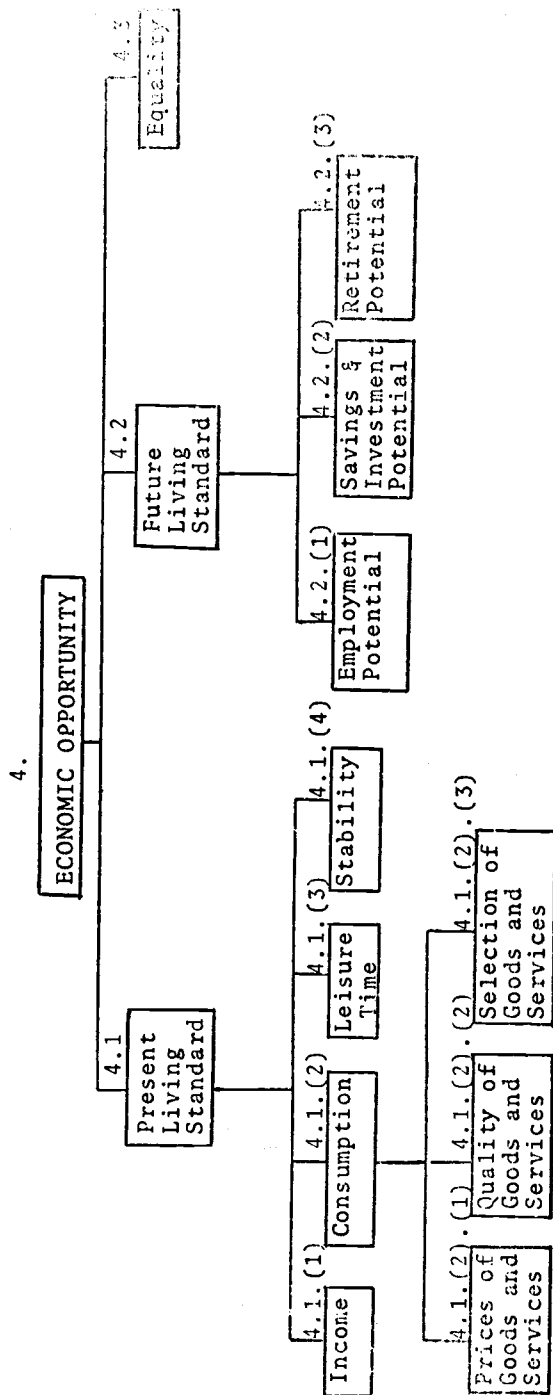 4.
ECONOMIC OPPORTUNITY
4.1
Present
Living
Standard
4.2
Future
Living
Standard
4.3
Equality
4.1.(1)
Income
4.1.(2)
Consumption
4.1.(3)
Leisure
Time
4.1.(4)
Stability
4.2.(1)
Employment
Potential
4.2.(2)
Savings &
Investment
Potential
4.2.(3)
Retirement
Potential
4.1.(2).(1)
Prices of
Goods and
Services
4.1.(2).(2)
Quality of
Goods and
Services
4.1.(2).(3)
Selection of
Goods and
Services